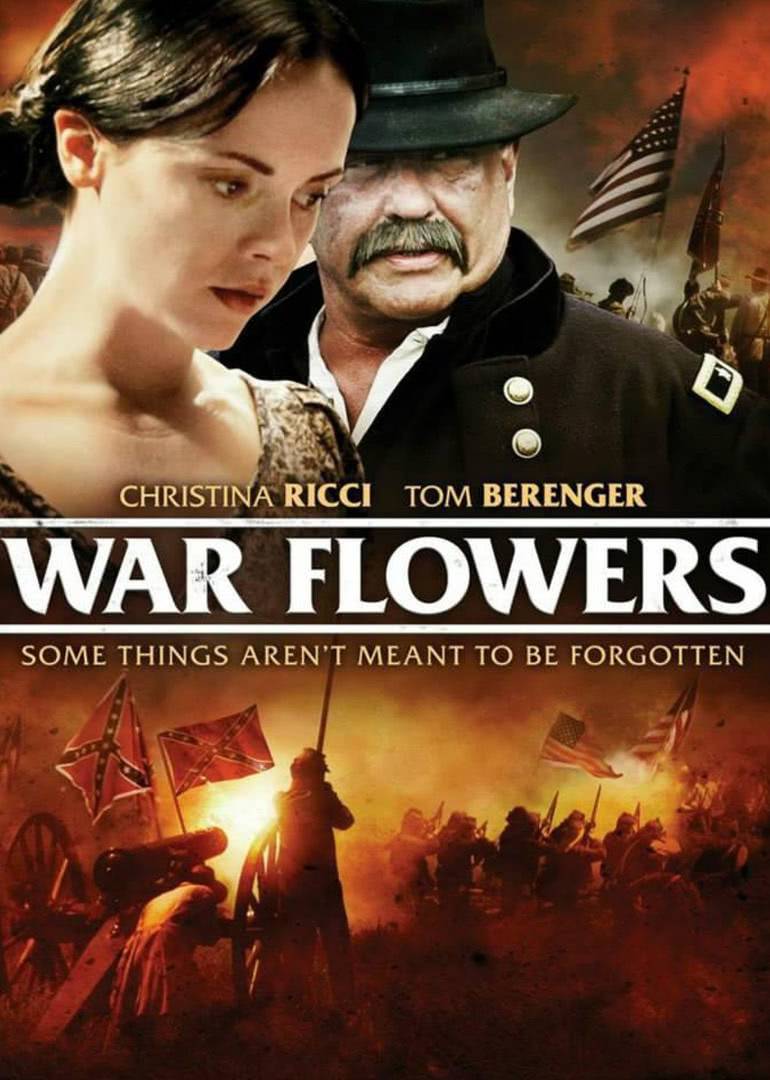 CHRISTINA RICCI TOM BERENGER
WAR FLOWERS
SOME THINGS AREN'T MEANT TO BE FORGOTTEN